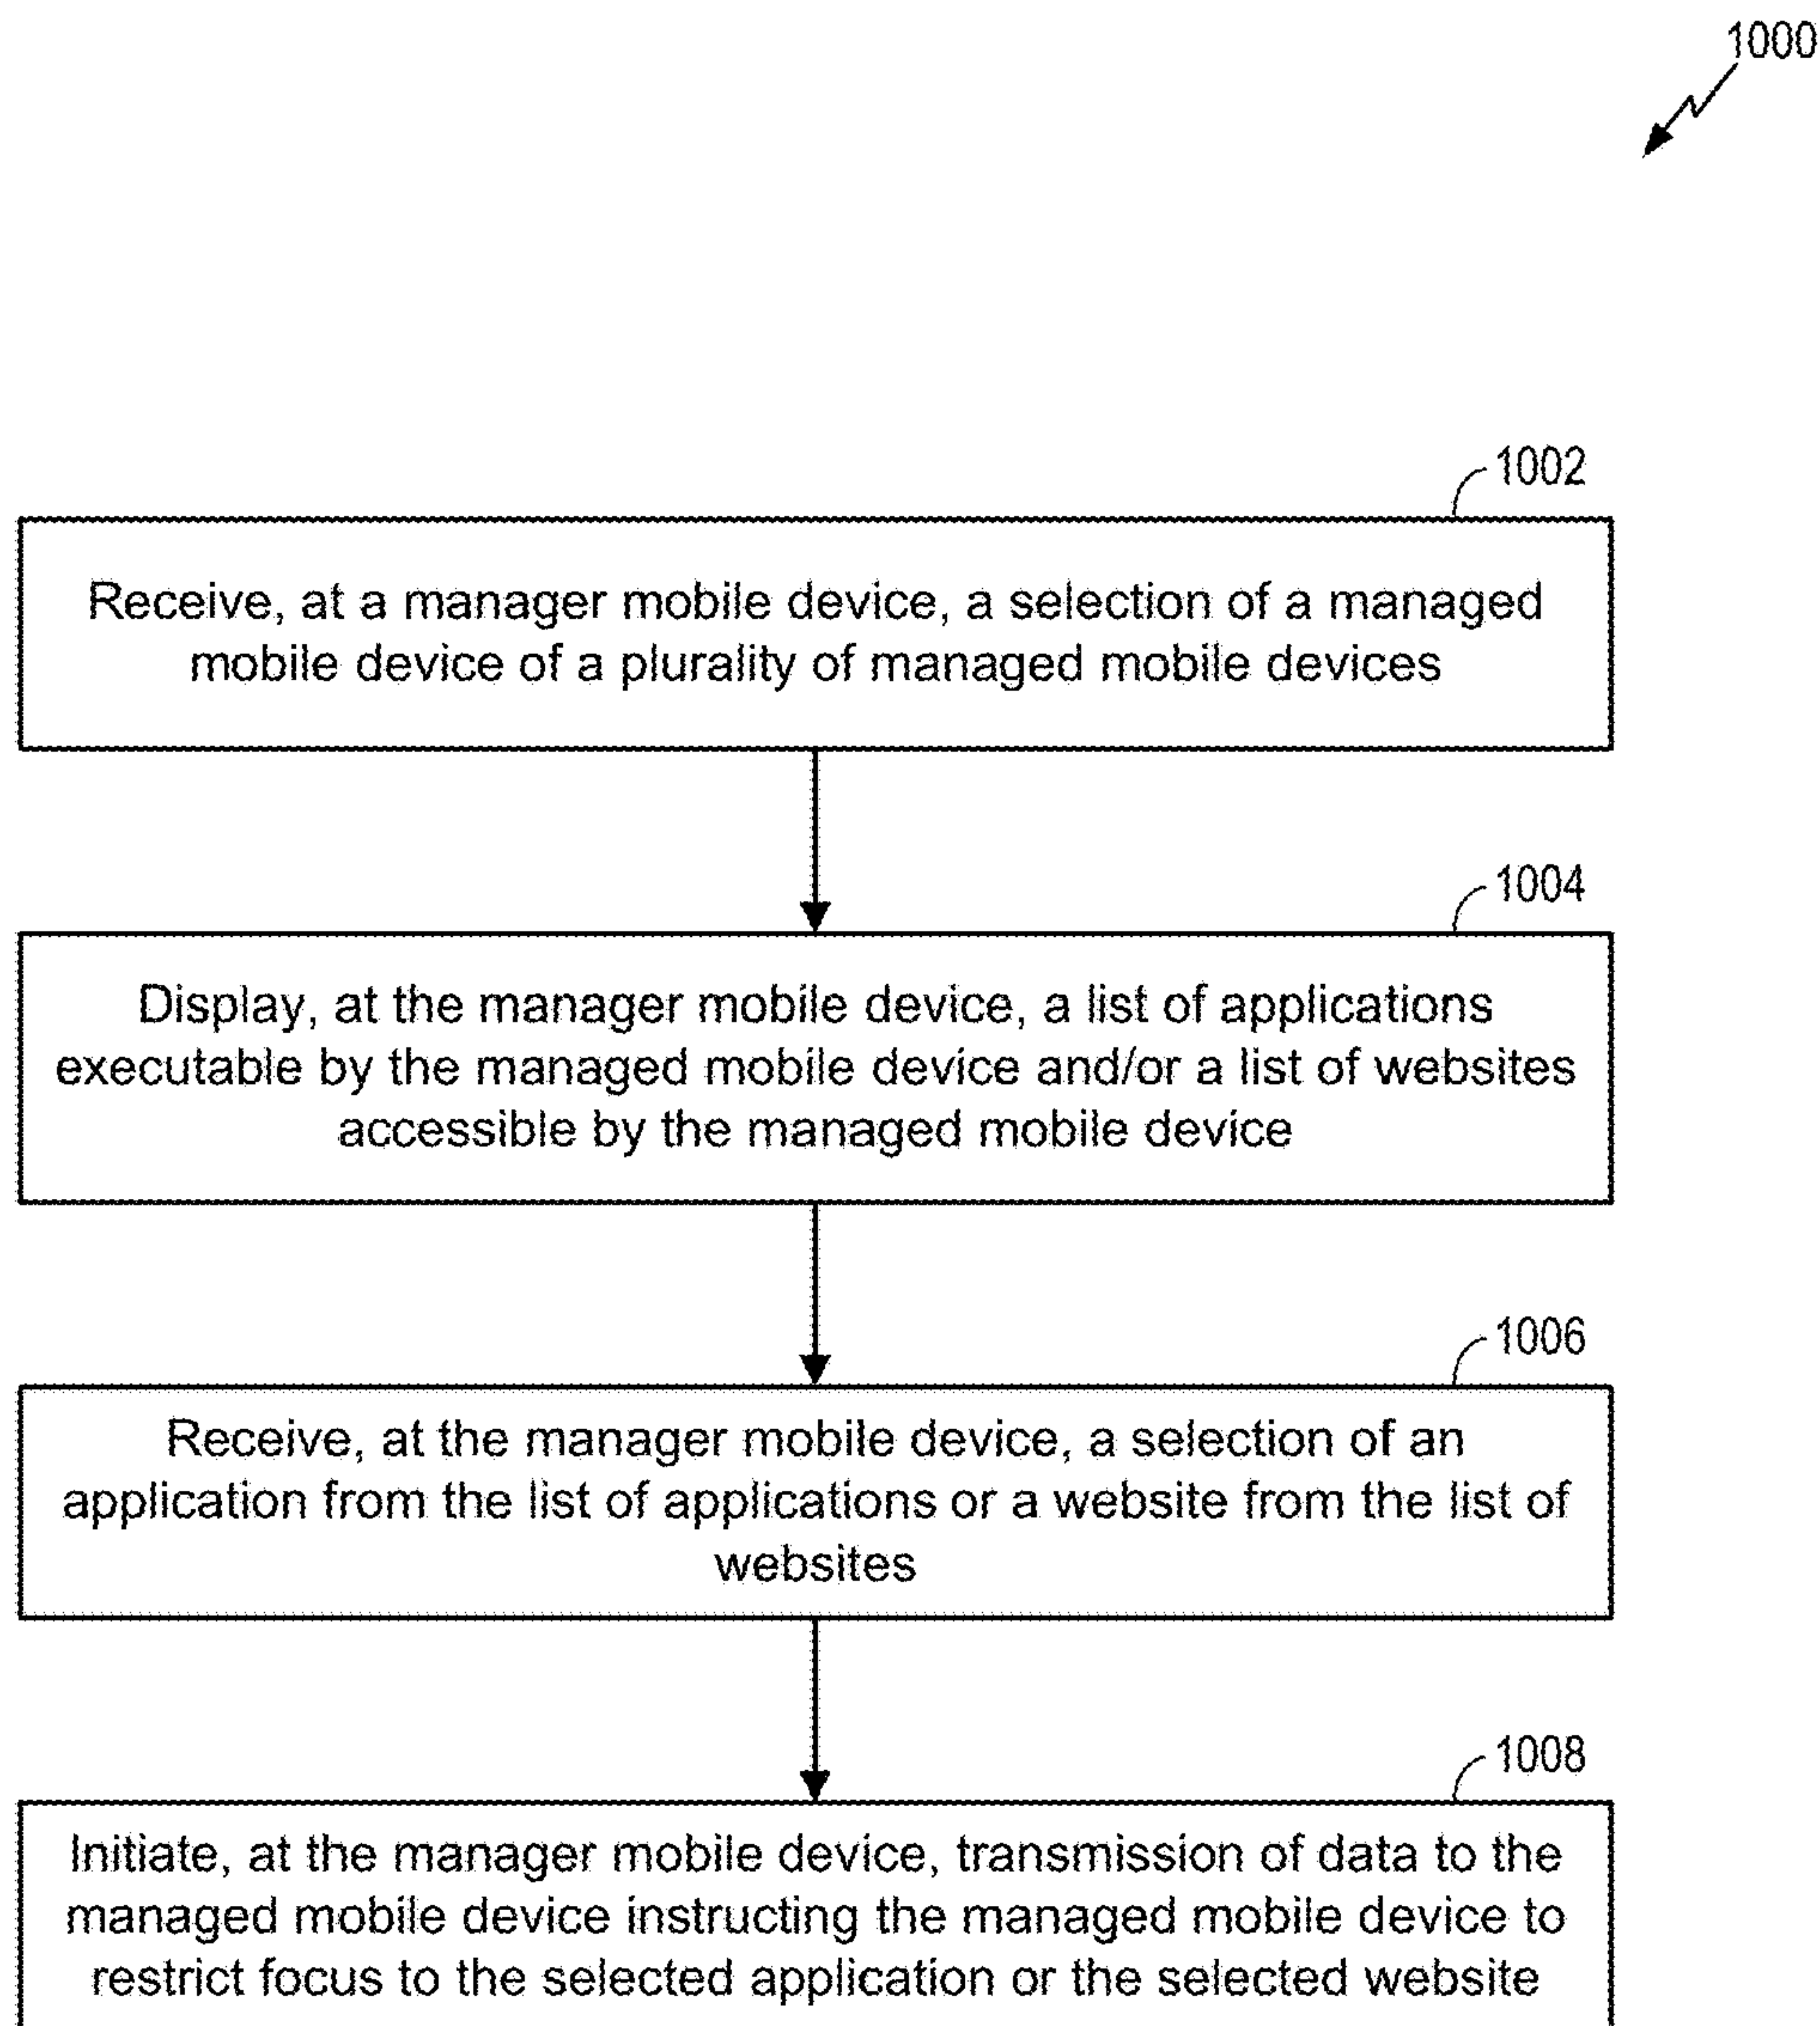 1000
1002
Receive, at a manager mobile device, a selection of a managed
mobile device of a plurality of managed mobile devices
1004
Display, at the manager mobile device, a list of applications
executable by the managed mobile device and/or a list of websites
accessible by the managed mobile device
1006
Receive, at the manager mobile device, a selection of an
application from the list of applications or a website from the list of
websites
1008
Initiate, at the manager mobile device, transmission of data to the
managed mobile device instructing the managed mobile device to
restrict focus to the selected application or the selected website